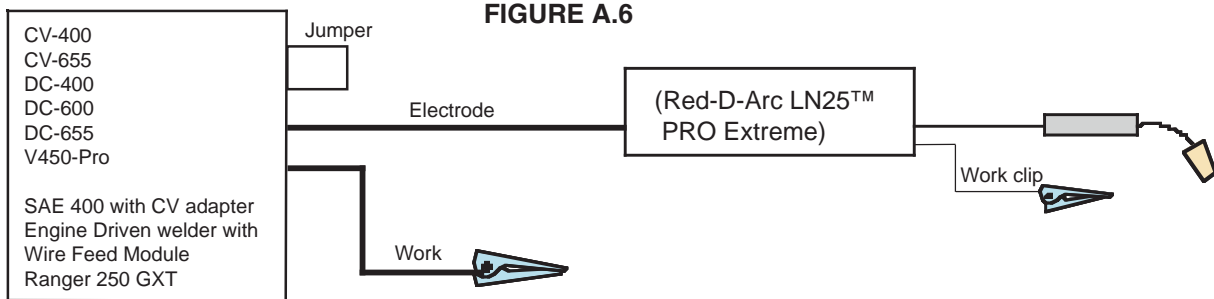 FIGURE A.6
CV-400
CV-655
DC-400
DC-600
DC-655
V450-Pro
SAE 400 with CV adapter
Engine Driven welder with
Wire Feed Module
Ranger 250 GXT
Jumper
Electrode
(Red-D-Arc LN25™
PRO Extreme)
Work clip
Work